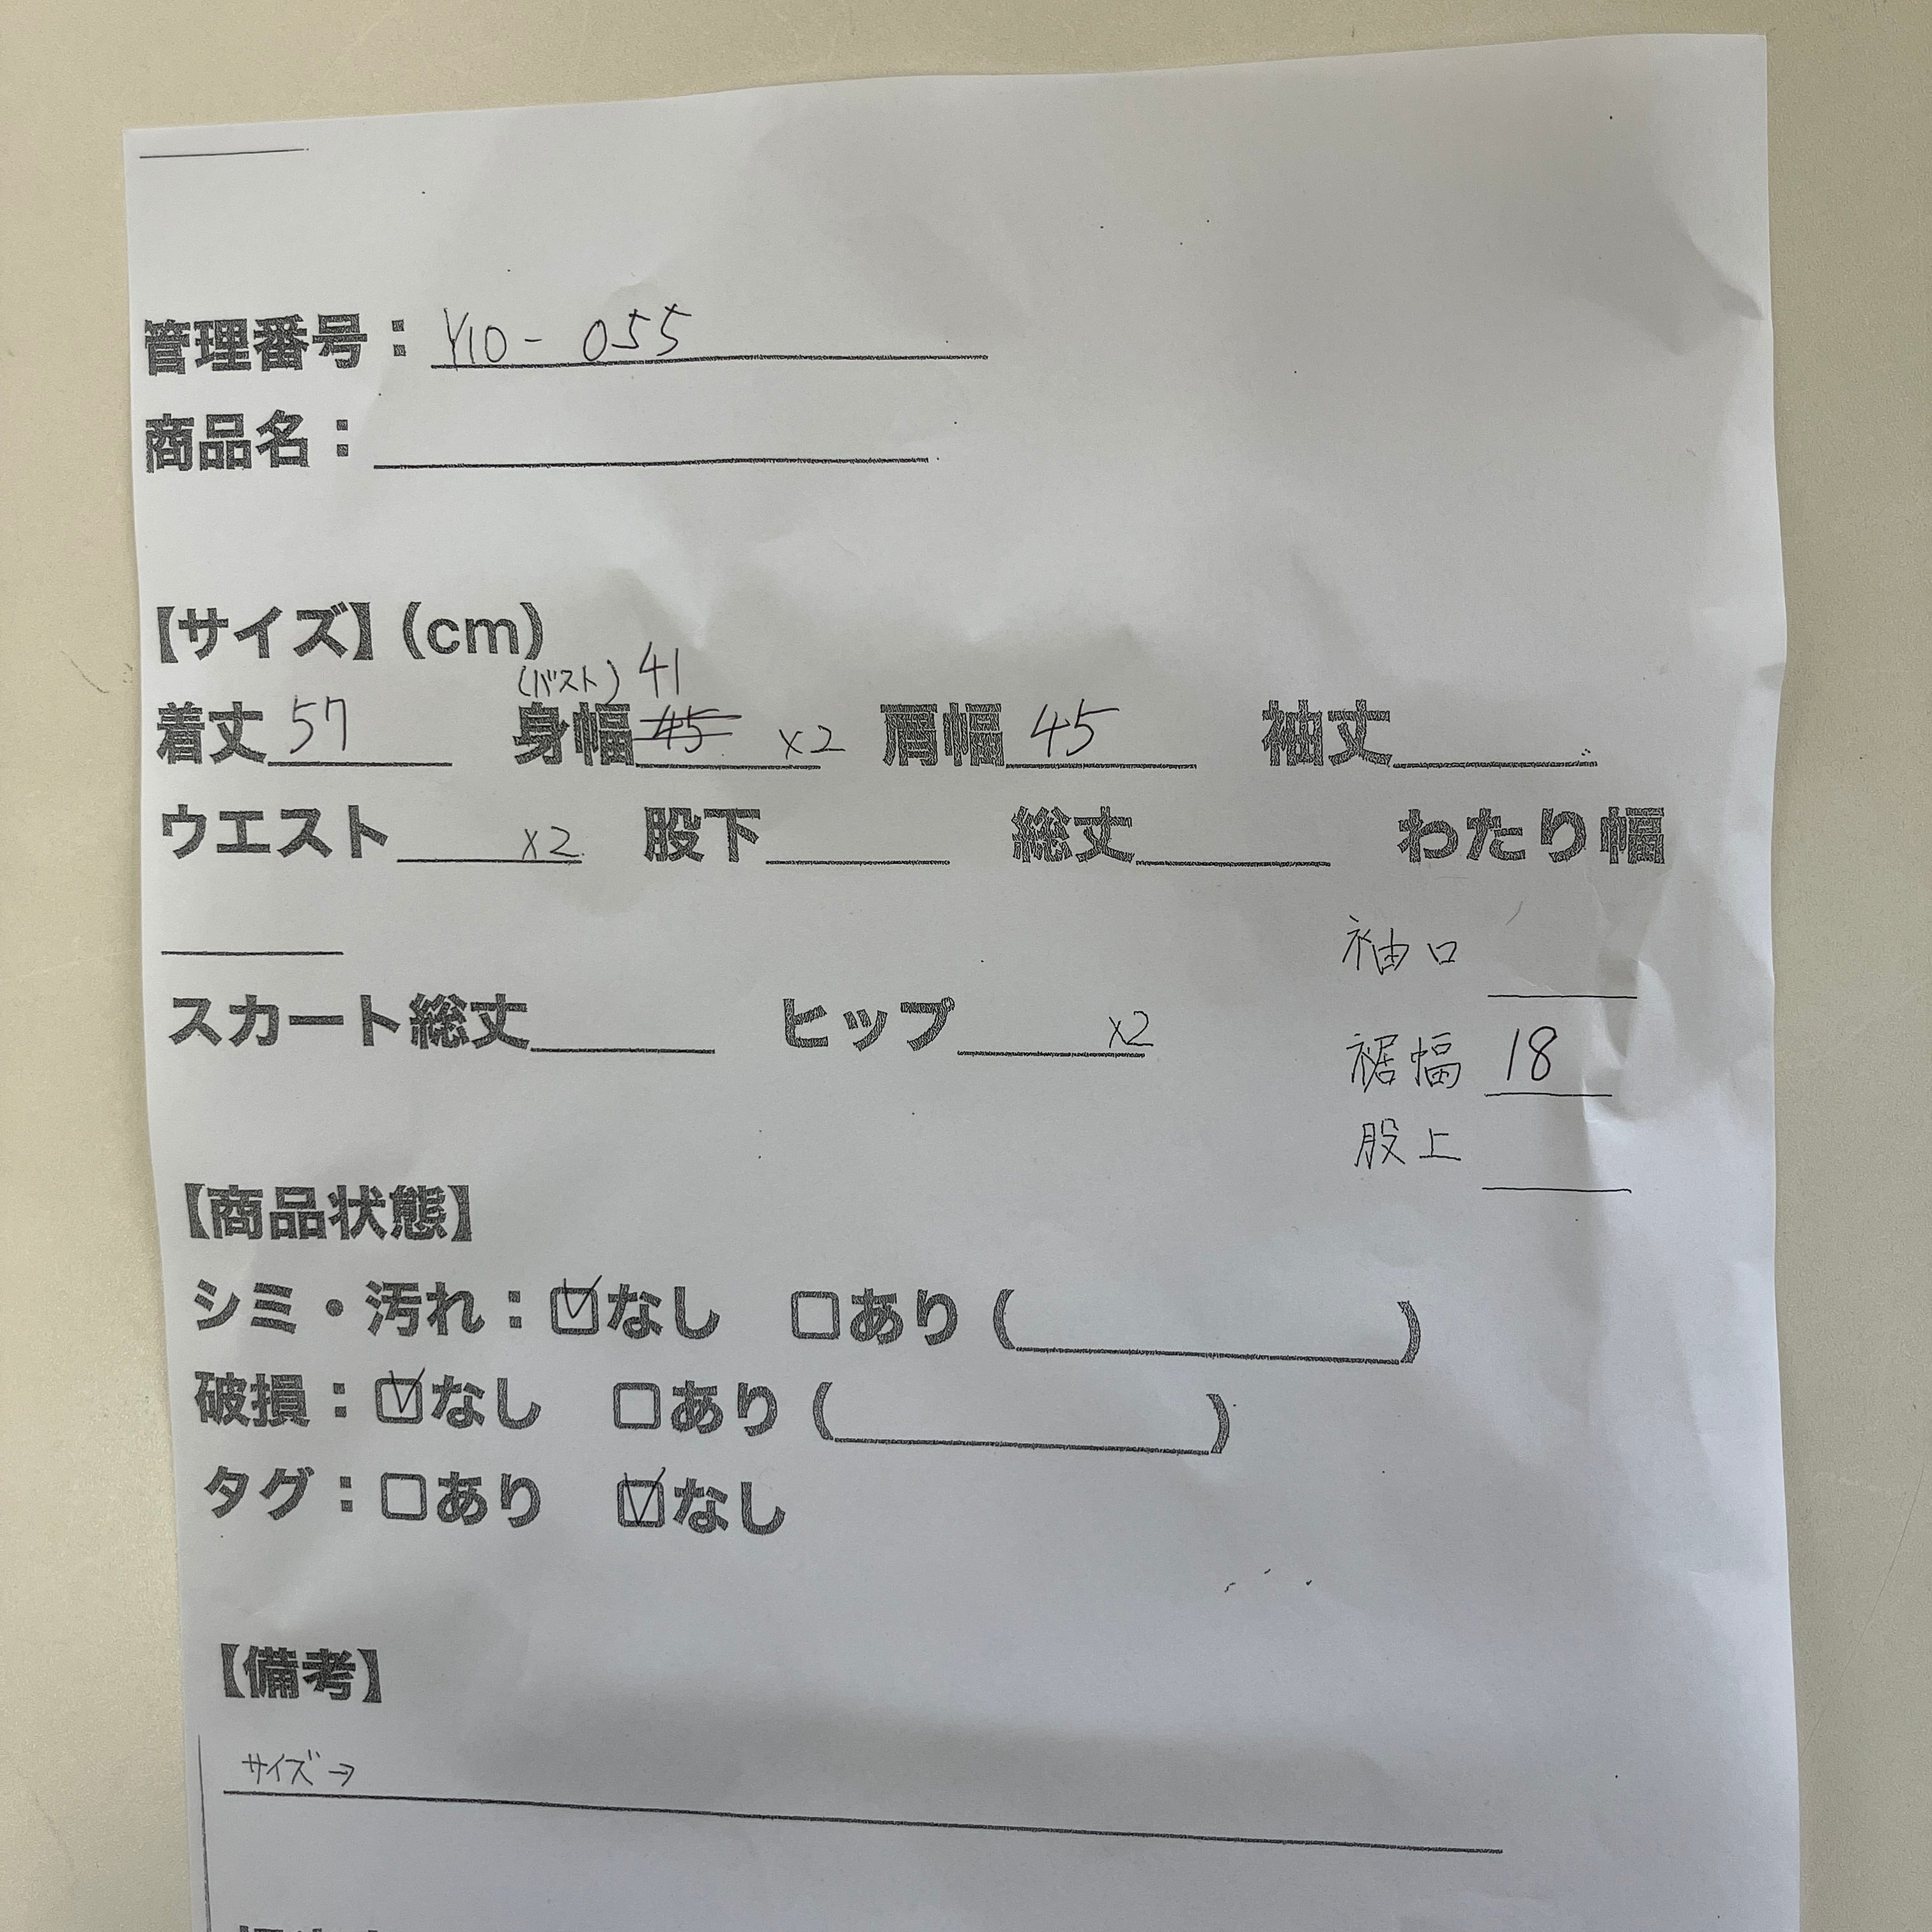 管理番号：Y10-055
商品名：
【サイズ】(cm)
(バスト) 41
着丈 57 身幅 45 x2 肩幅 45 袖丈
ウエスト x2 股下 総丈 わたり幅
袖口
スカート総丈 ヒップ x2
裾幅 18
股上
【商品状態】
シミ・汚れ：☑なし □あり ( )
破損：☑なし □あり ( )
タグ：□あり ☑なし
【備考】
サイズ→